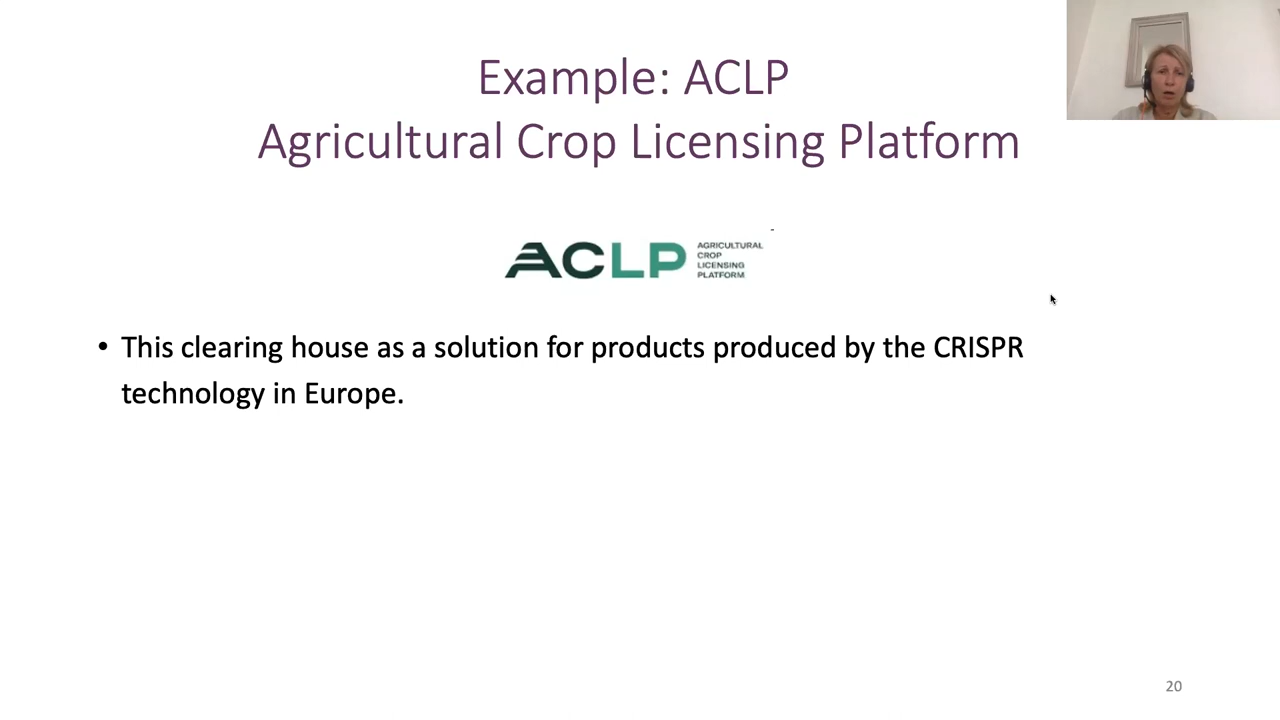 Example: ACLP
Agricultural Crop Licensing Platform
ACLP
AGRICULTURAL
CROP
LICENSING
PLATFORM
• This clearing house as a solution for products produced by the CRISPR
technology in Europe.
20